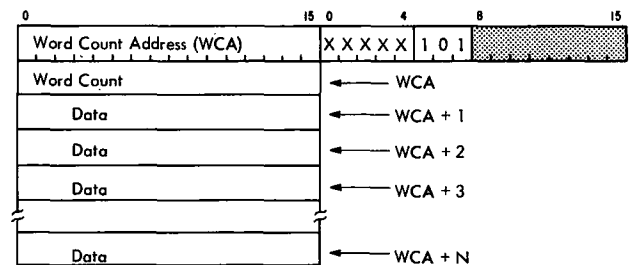 0 15 0 4 8 15
Word Count Address (WCA) X X X X X 1 0 1
Word Count WCA
Data WCA + 1
Data WCA + 2
Data WCA + 3
Data WCA + N